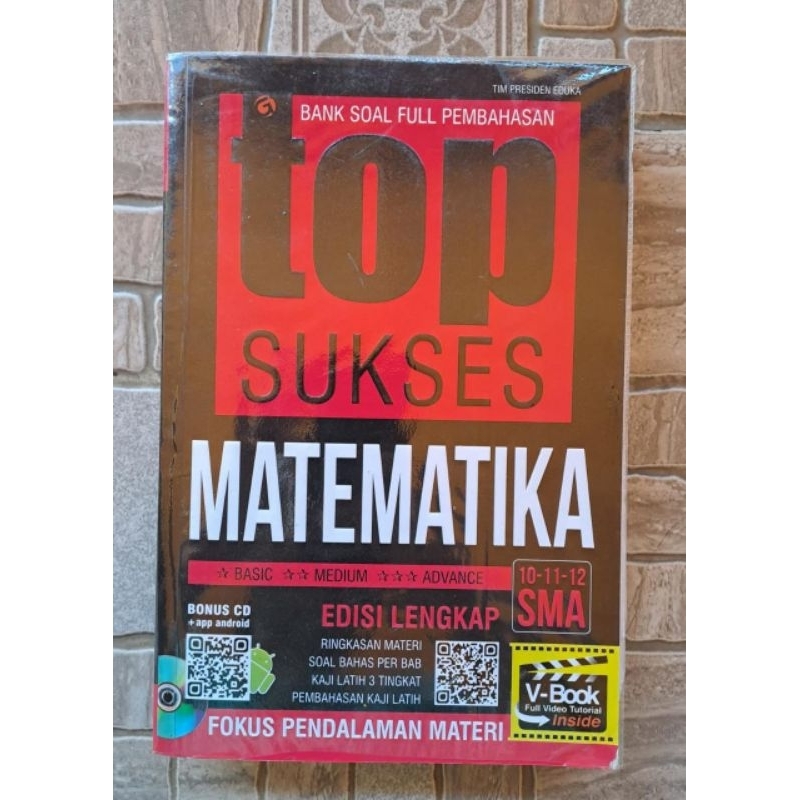 TIM PRESIDEN EDUKA
BANK SOAL FULL PEMBAHASAN
top
SUKSES
MATEMATIKA
BASIC MEDIUM ADVANCE
10-11-12
SMA
BONUS CD
+ app android
EDISI LENGKAP
RINGKASAN MATERI
SOAL BAHAS PER BAB
KAJI LATIH 3 TINGKAT
PEMBAHASAN KAJI LATIH
V-Book
Full Video Tutorial
inside
FOKUS PENDALAMAN MATERI